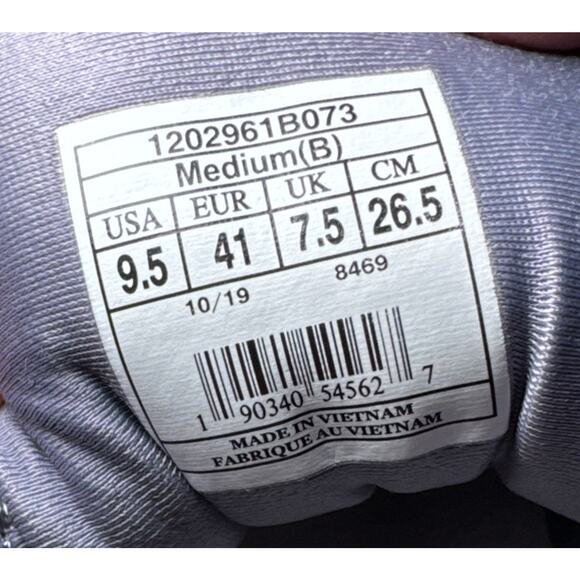 1202961B073
Medium(B)
USA EUR UK CM
9.5 41 7.5 26.5
10/19 8469
1 90340 54562 7
MADE IN VIETNAM
FABRIQUE AU VIETNAM